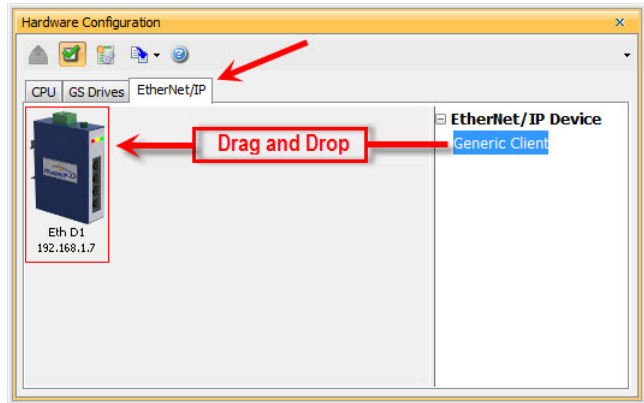 Hardware Configuration
CPU
GS Drives
EtherNet/IP
EtherNet/IP Device
Drag and Drop
Generic Client
Eth D1
192.168.1.7